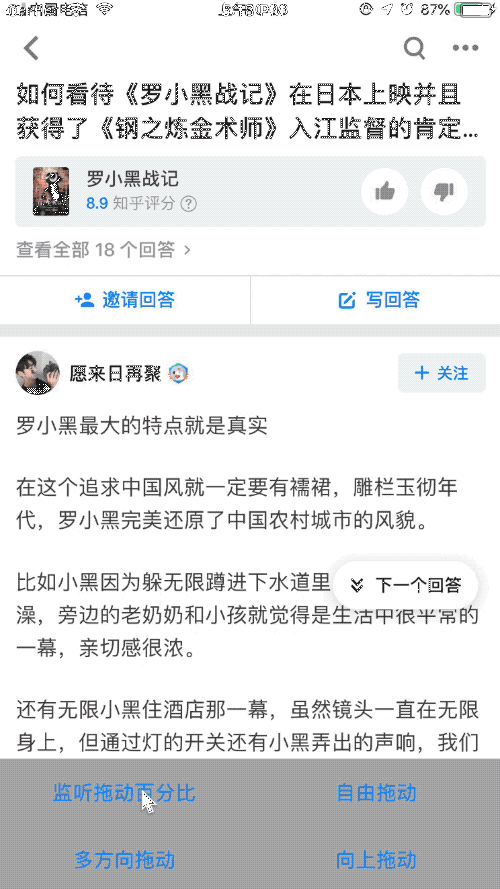 87%
如何看待《罗小黑战记》在日本上映并且
获得了《钢之炼金术师》入江监督的肯定...
罗小黑战记
8.9 知乎评分 ?
查看全部 18 个回答 >
邀请回答
写回答
愿来日再聚
+ 关注
罗小黑最大的特点就是真实
在这个追求中国风就一定要有襦裙，雕栏玉彻年
代，罗小黑完美还原了中国农村城市的风貌。
比如小黑因为躲无限蹲进下水道里
下一个回答
澡，旁边的老奶奶和小孩就觉得是生活中很平常的
一幕，亲切感很浓。
还有无限小黑住酒店那一幕，虽然镜头一直在无限
身上，但通过灯的开关还有小黑弄出的声响，我们
监听拖动百分比
自由拖动
多方向拖动
向上拖动